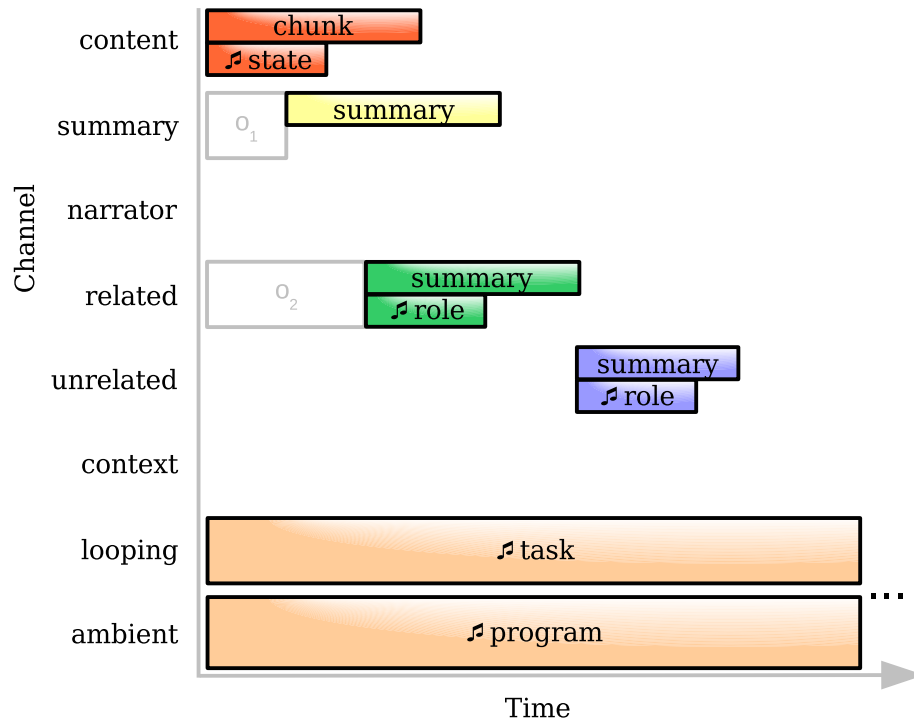 content
chunk
♫ state
summary
O1
summary
Channel
narrator
related
O2
summary
♫ role
unrelated
summary
♫ role
context
looping
♫ task
...
ambient
♫ program
Time